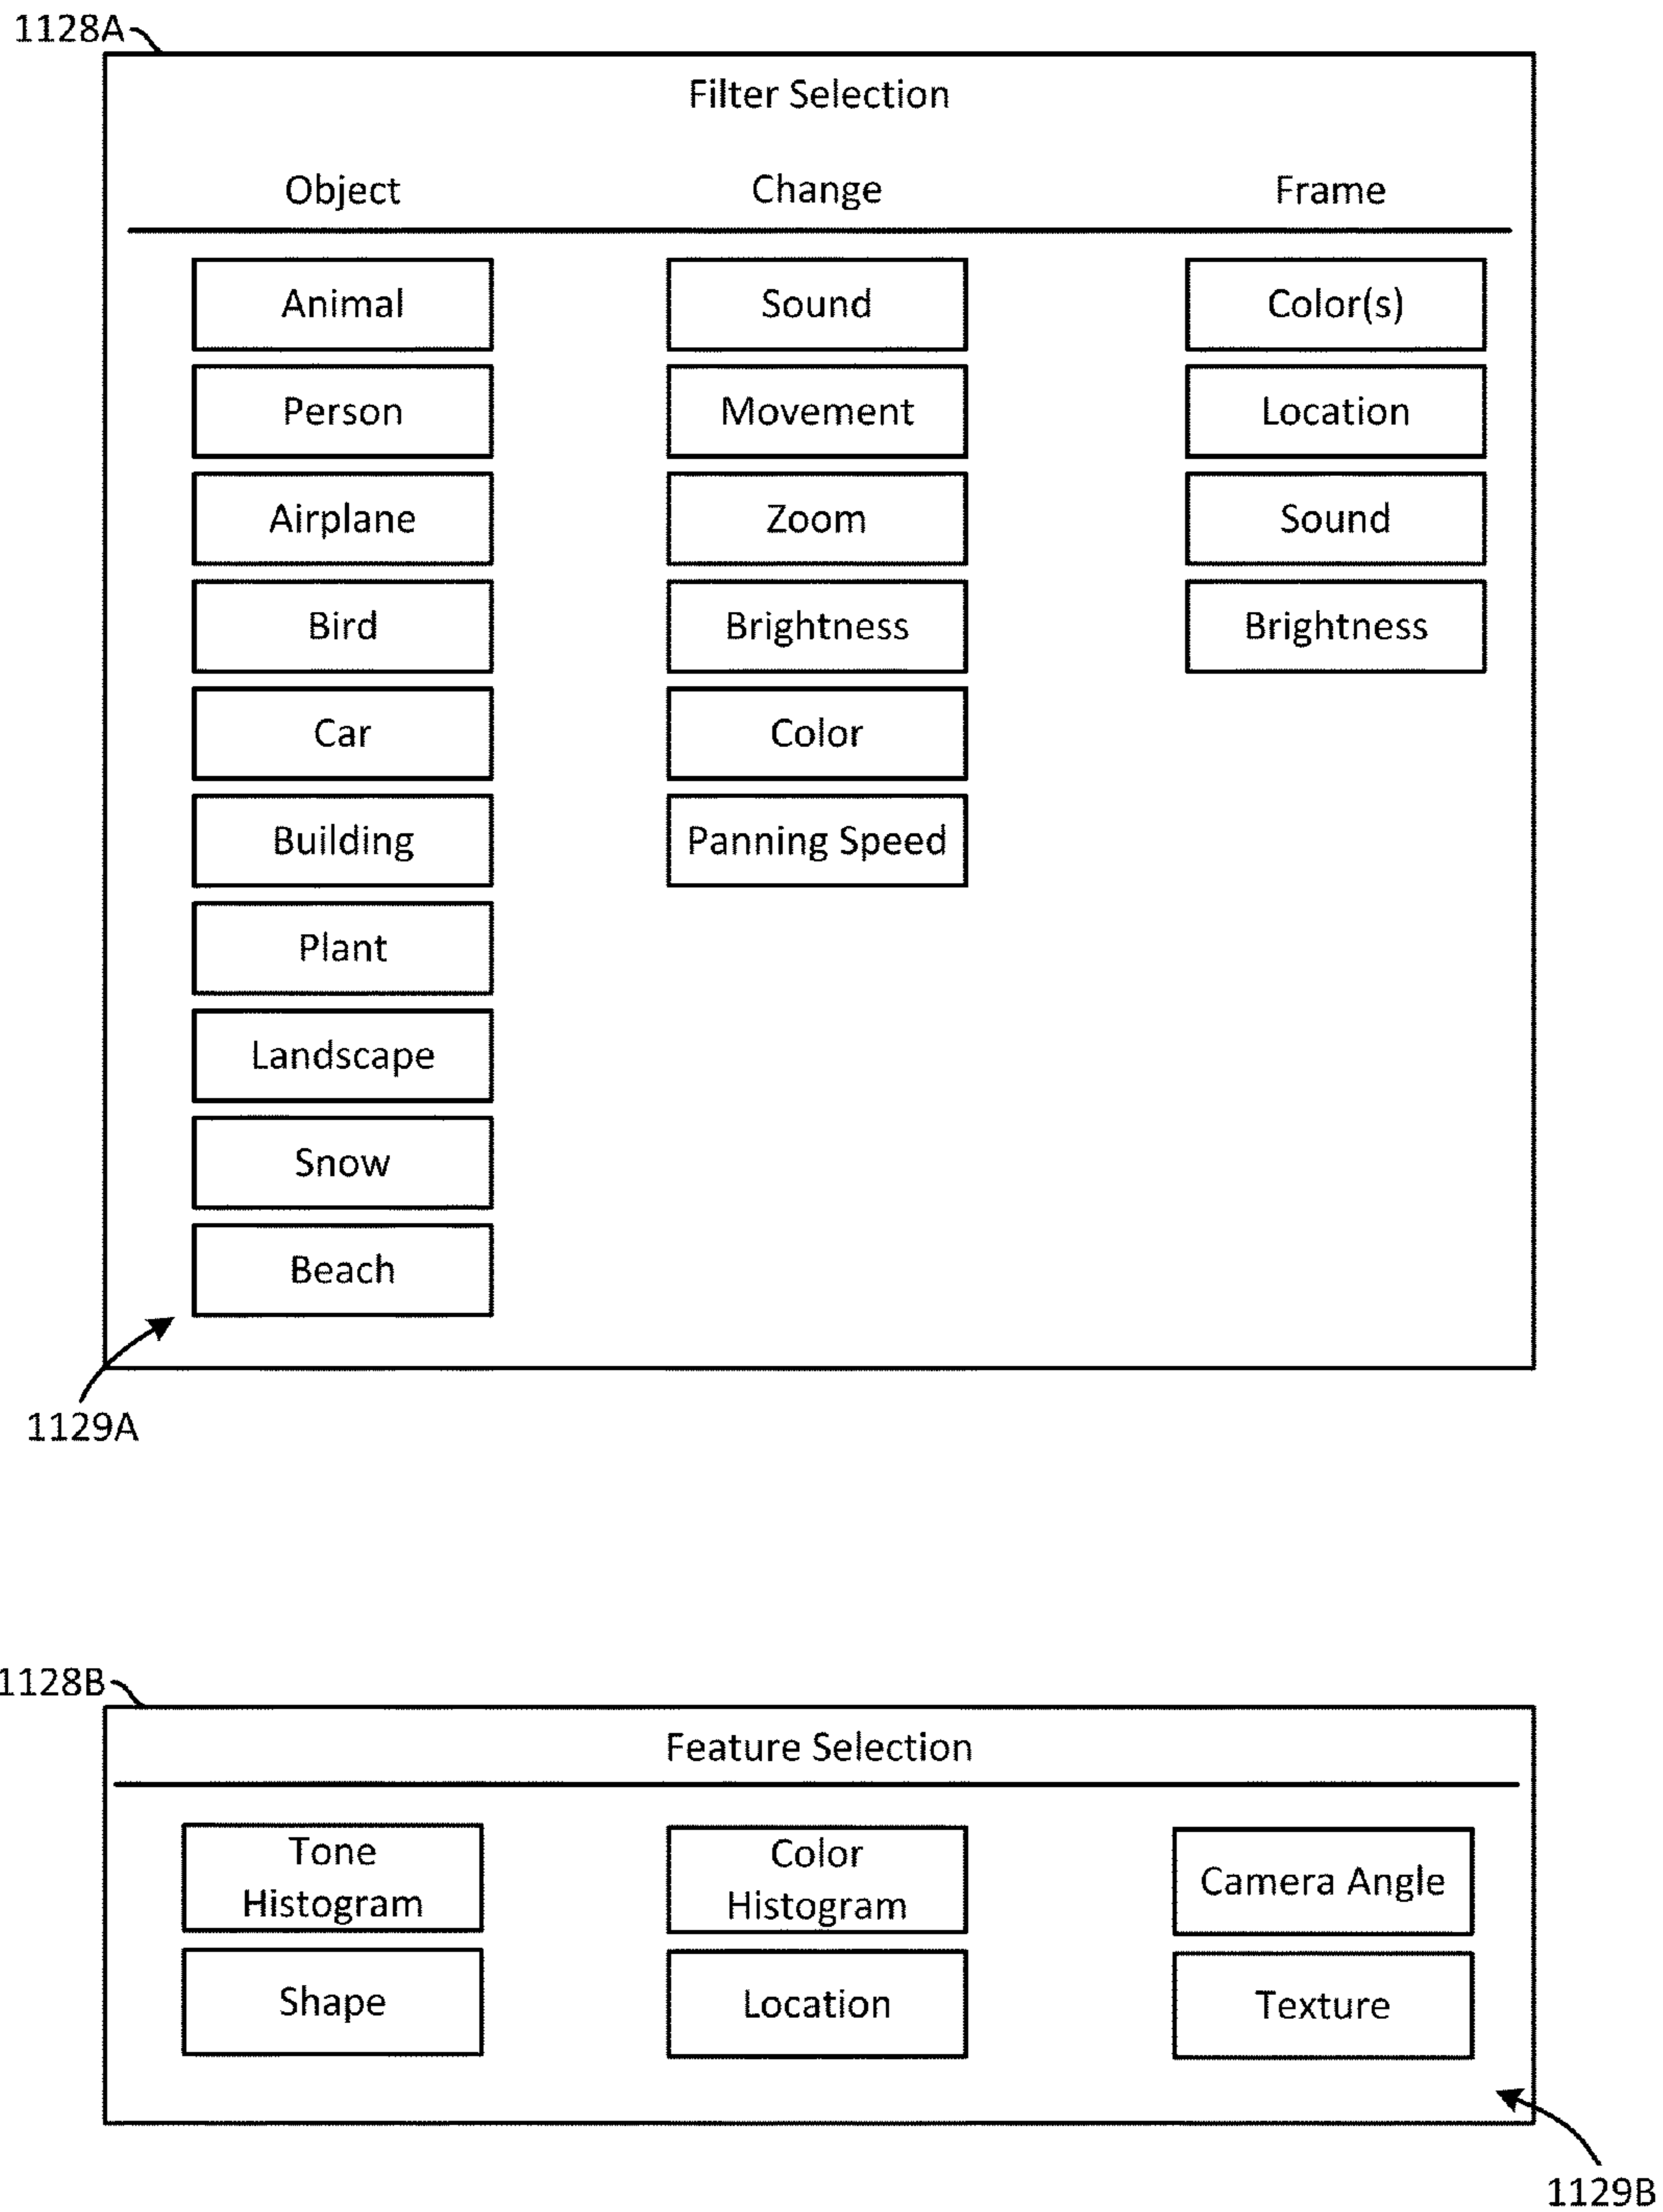 1128A
Filter Selection
Object Change Frame
Animal Sound Color(s)
Person Movement Location
Airplane Zoom Sound
Bird Brightness Brightness
Car Color
Building Panning Speed
Plant
Landscape
Snow
Beach
1129A
1128B
Feature Selection
Tone Color Camera Angle
Histogram Histogram
Shape Location Texture
1129B